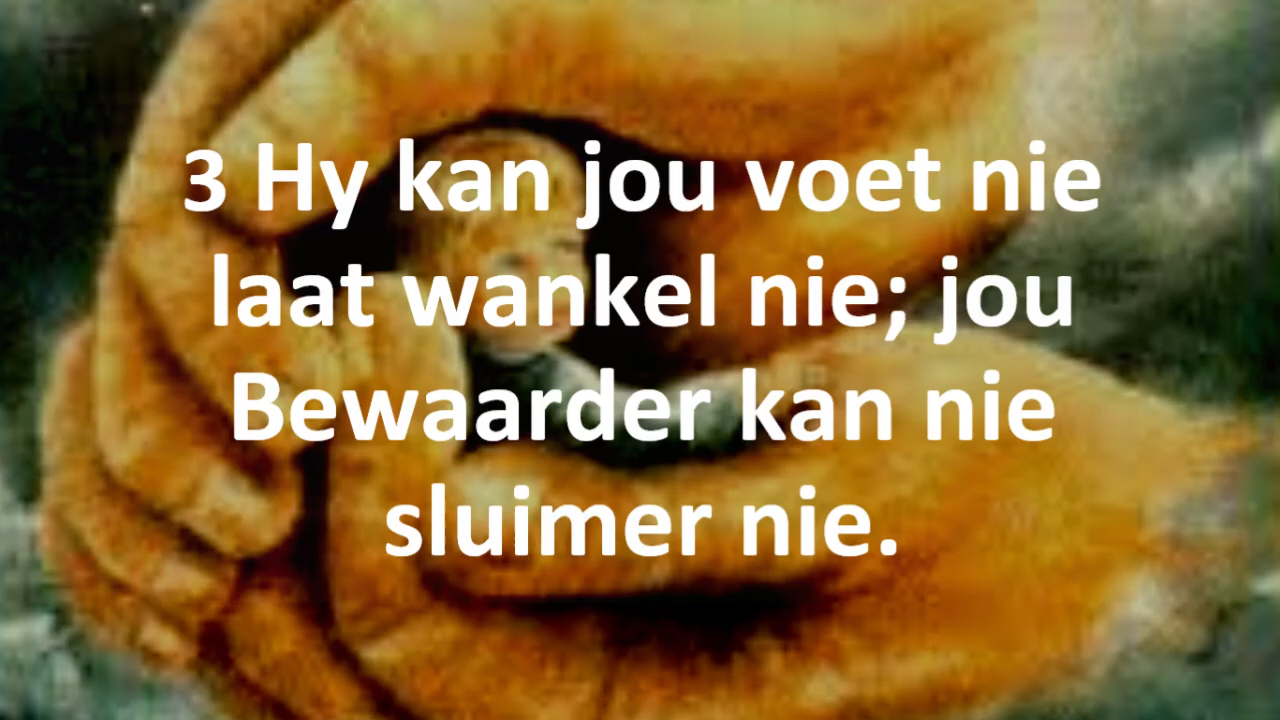 3 Hy kan jou voet nie
laat wankel nie; jou
Bewaarder kan nie
sluimer nie.